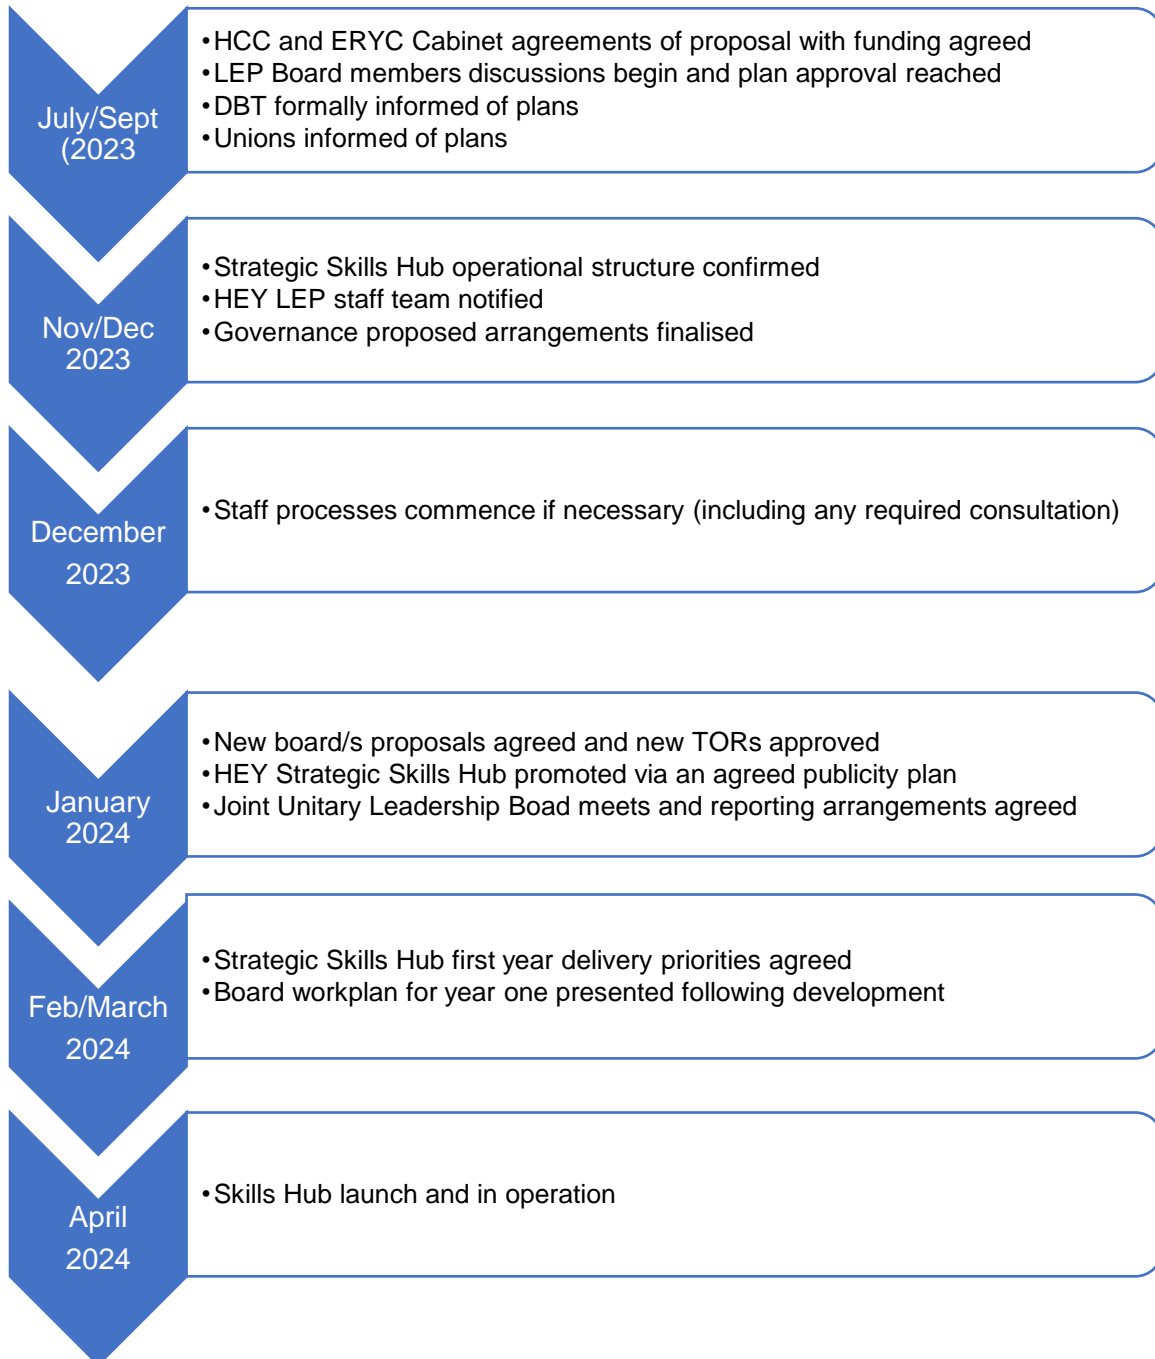 July/Sept
(2023
•HCC and ERYC Cabinet agreements of proposal with funding agreed
•LEP Board members discussions begin and plan approval reached
•DBT formally informed of plans
•Unions informed of plans
Nov/Dec
2023
•Strategic Skills Hub operational structure confirmed
•HEY LEP staff team notified
•Governance proposed arrangements finalised
December
2023
•Staff processes commence if necessary (including any required consultation)
January
2024
•New board/s proposals agreed and new TORs approved
•HEY Strategic Skills Hub promoted via an agreed publicity plan
•Joint Unitary Leadership Boad meets and reporting arrangements agreed
Feb/March
2024
•Strategic Skills Hub first year delivery priorities agreed
•Board workplan for year one presented following development
April
2024
•Skills Hub launch and in operation